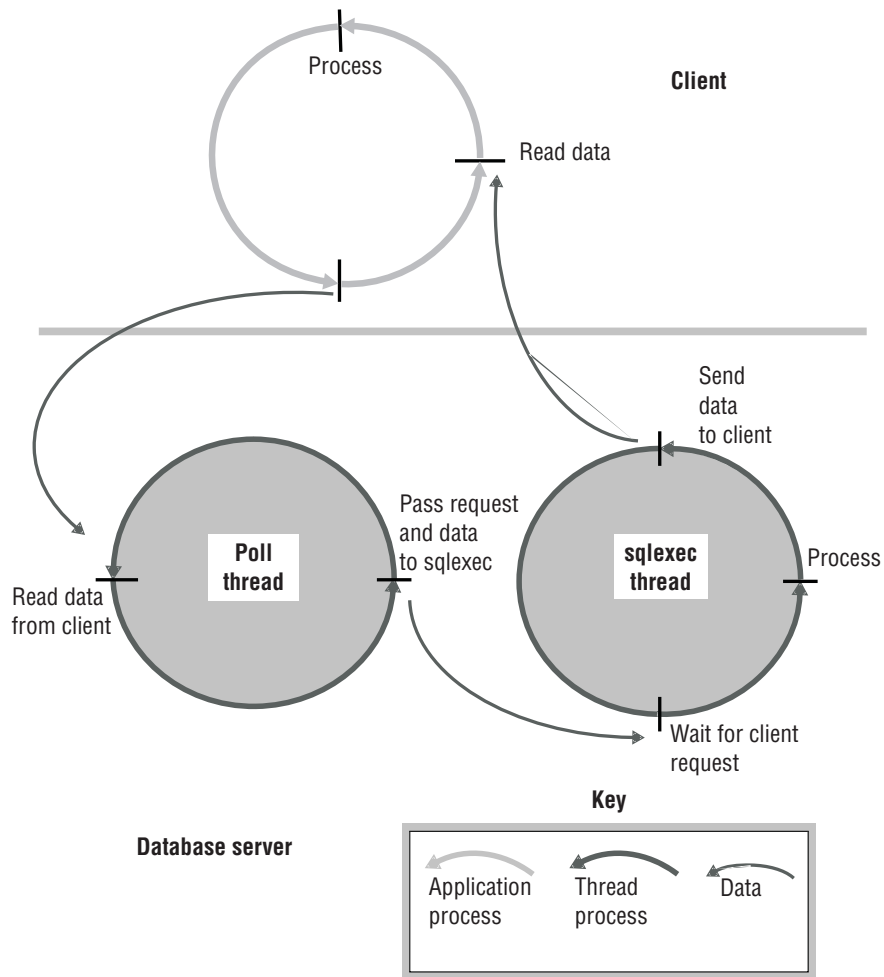 Process
Client
Read data
Send
data
to client
Pass request
and data
to sqlexec
Poll
thread
sqlexec
thread
Process
Read data
from client
Wait for client
request
Key
Database server
Application
process
Thread
process
Data